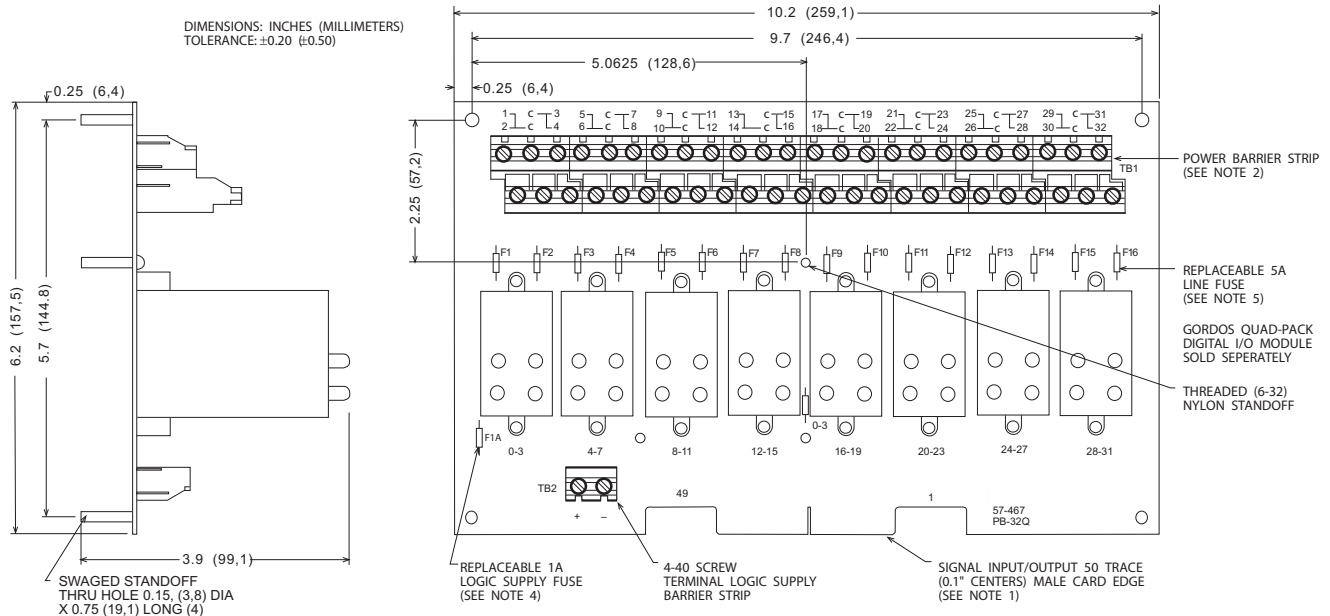 DIMENSIONS: INCHES (MILLIMETERS)
TOLERANCE: ±0.20 (±0.50)
10.2 (259,1)
9.7 (246,4)
5.0625 (128,6)
0.25 (6,4)
0.25 (6,4)
6.2 (157,5)
5.7 (144.8)
2.25 (57,2)
3.9 (99,1)
1 C 3 5 C 7 9 C 11 13 C 15 17 C 19 21 C 23 25 C 27 29 C 31
2 C 4 6 C 8 10 C 12 14 C 16 18 C 20 22 C 24 26 C 28 30 C 32
TB1
POWER BARRIER STRIP
(SEE NOTE 2)
F1 F2 F3 F4 F5 F6 F7 F8 F9 F10 F11 F12 F13 F14 F15 F16
REPLACEABLE 5A
LINE FUSE
(SEE NOTE 5)
GORDOS QUAD-PACK
DIGITAL I/O MODULE
SOLD SEPERATELY
THREADED (6-32)
NYLON STANDOFF
0-3
F1A
0-3 4-7 8-11 12-15 16-19 20-23 24-27 28-31
TB2
+ –
49
1
57-467
PB-32Q
SWAGED STANDOFF
THRU HOLE 0.15, (3,8) DIA
X 0.75 (19,1) LONG (4)
REPLACEABLE 1A
LOGIC SUPPLY FUSE
(SEE NOTE 4)
4-40 SCREW
TERMINAL LOGIC SUPPLY
BARRIER STRIP
SIGNAL INPUT/OUTPUT 50 TRACE
(0.1" CENTERS) MALE CARD EDGE
(SEE NOTE 1)